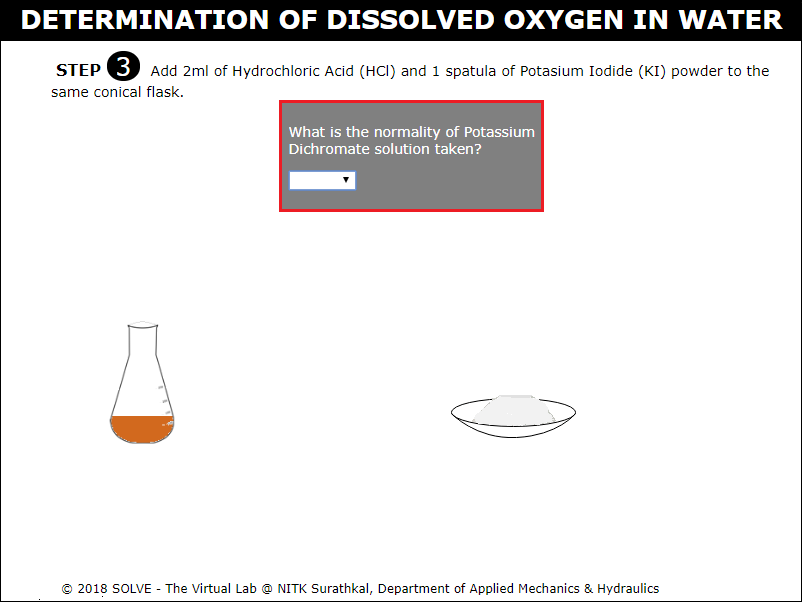 DETERMINATION OF DISSOLVED OXYGEN IN WATER
STEP 3 Add 2ml of Hydrochloric Acid (HCl) and 1 spatula of Potasium Iodide (KI) powder to the
same conical flask.
What is the normality of Potassium
Dichromate solution taken?
© 2018 SOLVE - The Virtual Lab @ NITK Surathkal, Department of Applied Mechanics & Hydraulics